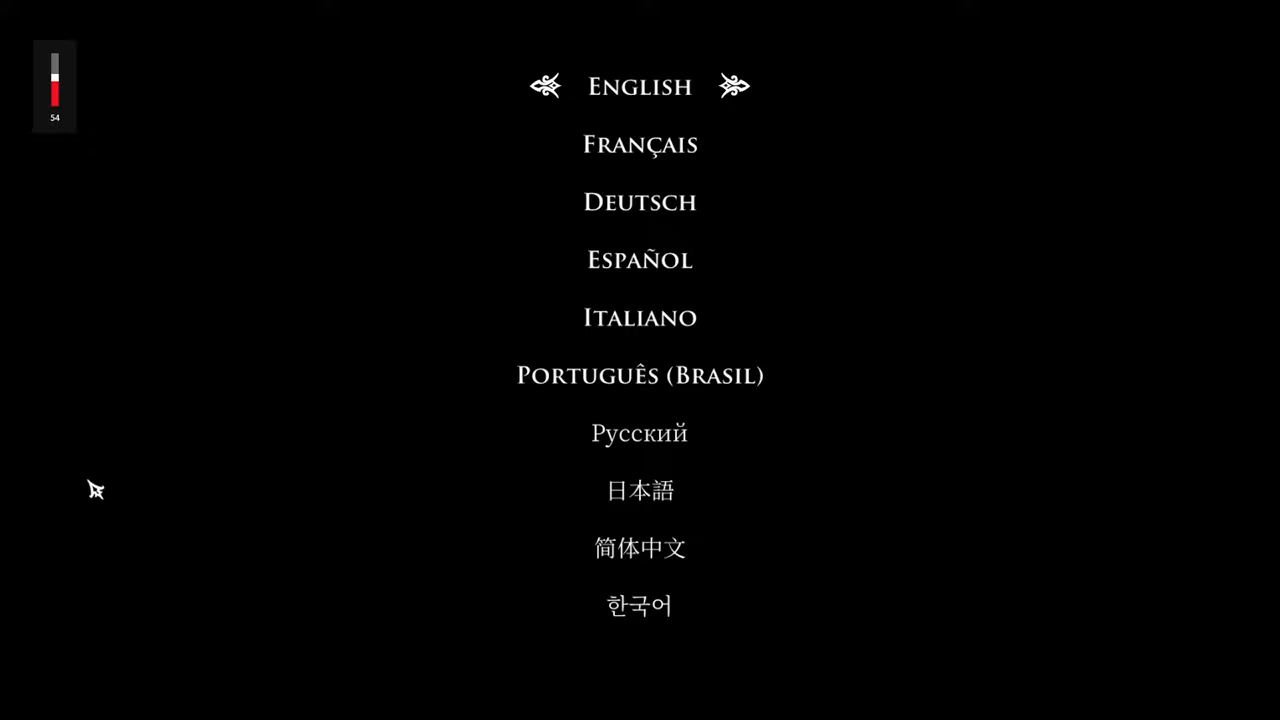 54
English
Français
Deutsch
Español
Italiano
Português (Brasil)
Русский
日本語
简体中文
한국어